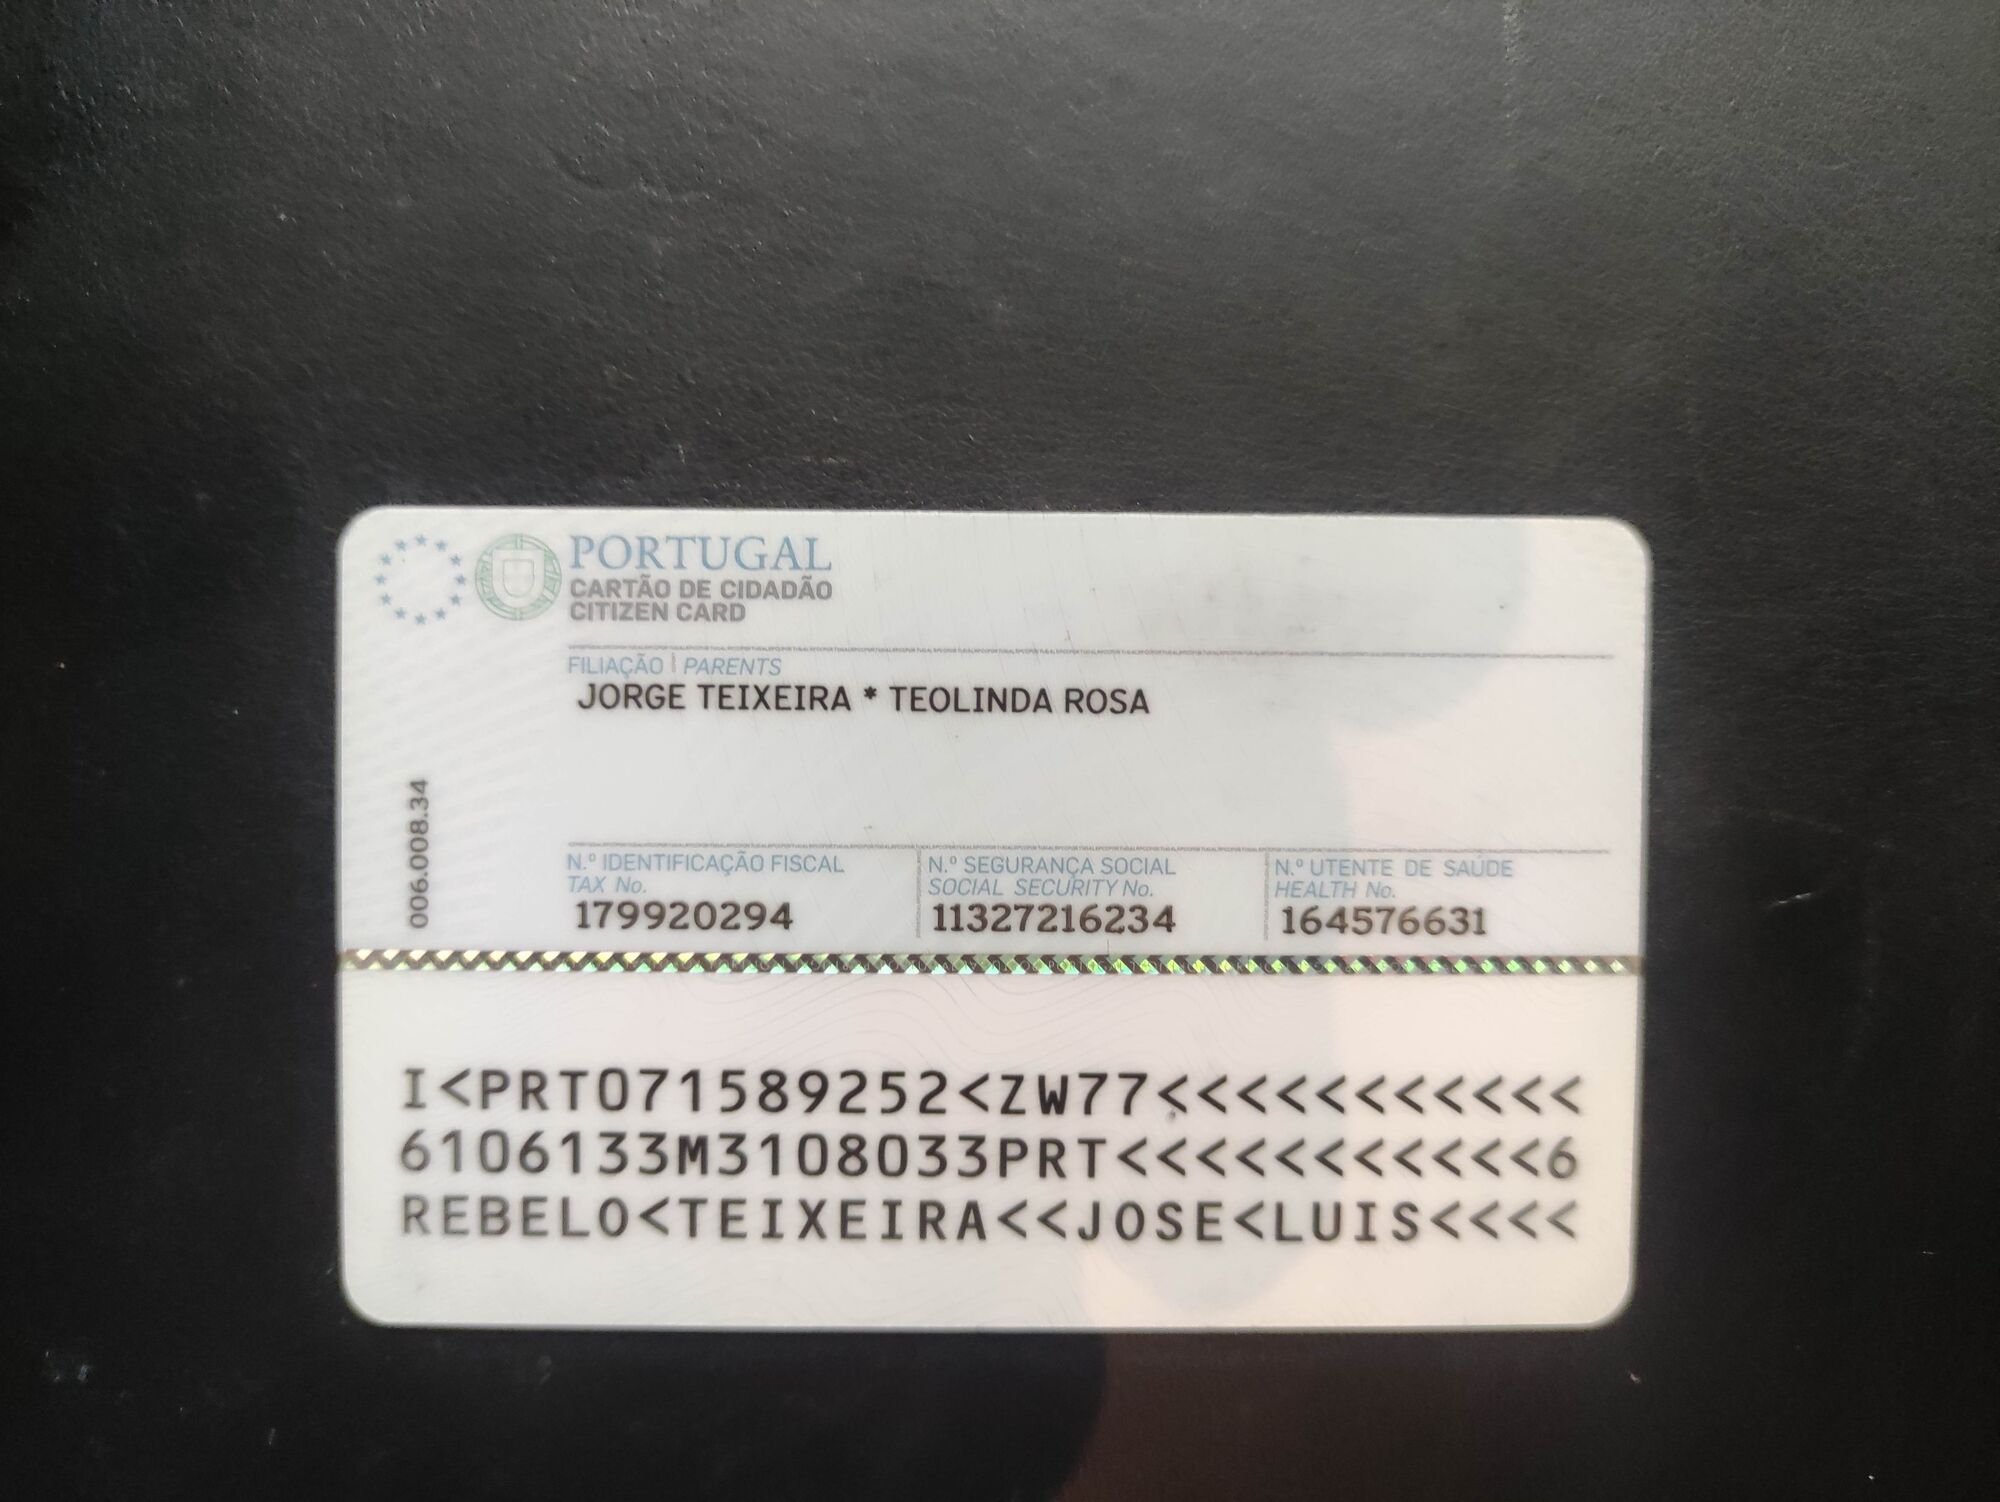 PORTUGAL
CARTÃO DE CIDADÃO
CITIZEN CARD
FILIAÇÃO | PARENTS
JORGE TEIXEIRA * TEOLINDA ROSA
006.008.34
N.º IDENTIFICAÇÃO FISCAL
TAX No.
179920294
N.º SEGURANÇA SOCIAL
SOCIAL SECURITY No.
11327216234
N.º UTENTE DE SAÚDE
HEALTH No.
164576631
I<PRT071589252<ZW77<<<<<<<<<<<
6106133M3108033PRT<<<<<<<<<<<6
REBELO<TEIXEIRA<<JOSE<LUIS<<<<